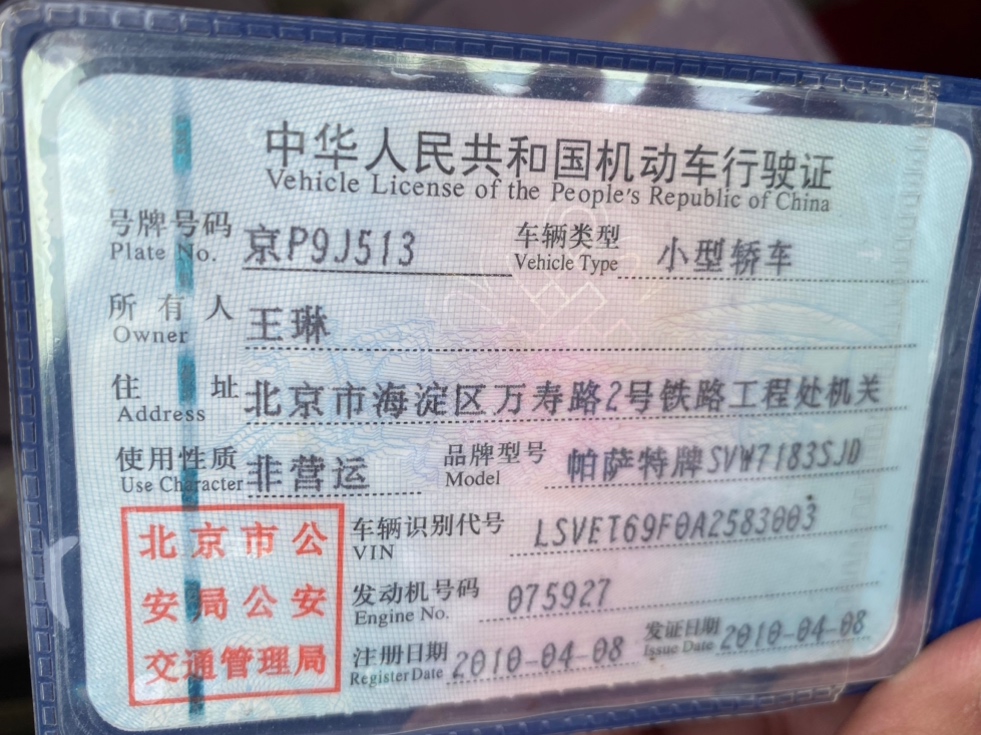 中华人民共和国机动车行驶证
Vehicle License of the People's Republic of China
号牌号码 京P9J513 车辆类型 小型轿车
Plate No. Vehicle Type
所有人 王琳
Owner
住址 北京市海淀区万寿路2号铁路工程处机关
Address
使用性质 非营运 品牌型号 帕萨特牌SVW7183SJD
Use Character Model
北京市公 车辆识别代号 LSVET69F0A2583003
VIN
安局公安 发动机号码 075927
Engine No.
交通管理局 注册日期 2010-04-08 发证日期 2010-04-08
Register Date Issue Date